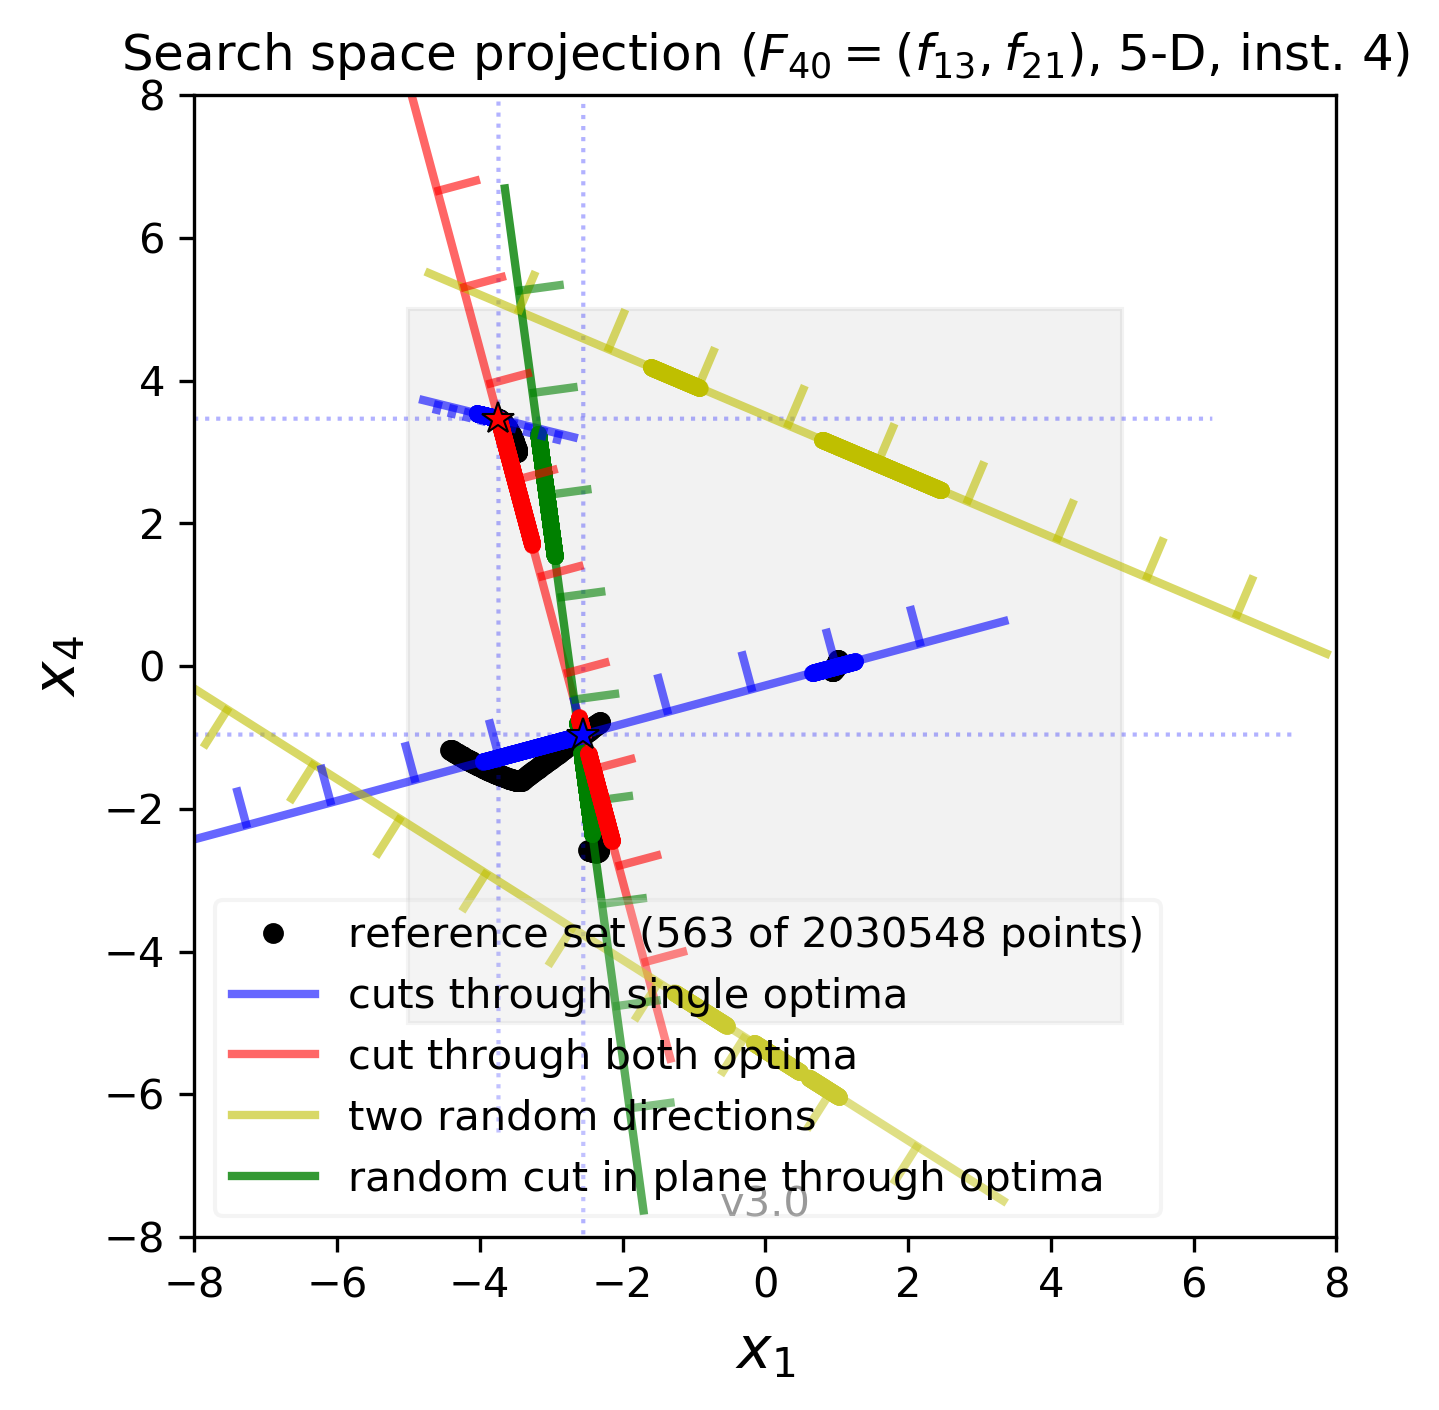 Search space projection (F₄₀ = (f₁₃, f₂₁), 5-D, inst. 4)
8
6
4
2
0
−2
−4
−6
−8
x₄
reference set (563 of 2030548 points)
cuts through single optima
cut through both optima
two random directions
random cut in plane through optima
v3.0
−8 −6 −4 −2 0 2 4 6 8
x₁